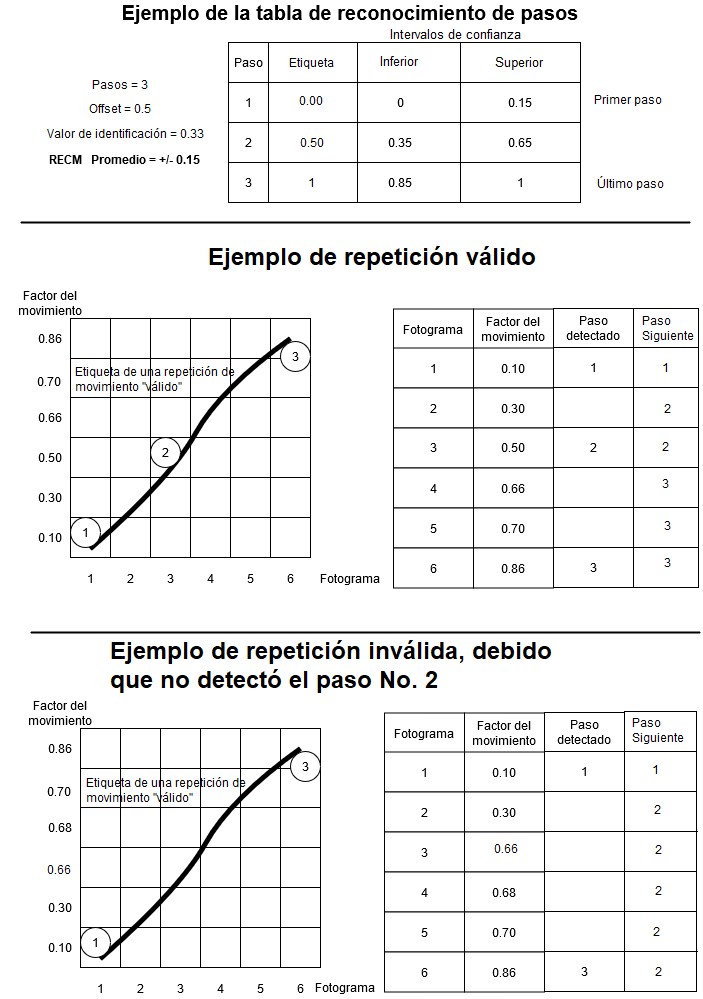 Ejemplo de la tabla de reconocimiento de pasos
Intervalos de confianza
Pasos = 3
Offset = 0.5
Valor de identificación = 0.33
RECM Promedio = +/- 0.15
Paso Etiqueta Inferior Superior
1 0.00 0 0.15 Primer paso
2 0.50 0.35 0.65
3 1 0.85 1 Último paso
Ejemplo de repetición válido
Factor del
movimiento
0.86
0.70
0.66
0.50
0.30
0.10
Etiqueta de una repetición de
movimiento "válido"
3
2
1
1 2 3 4 5 6 Fotograma
Fotograma Factor del movimiento Paso detectado Paso Siguiente
1 0.10 1 1
2 0.30 2
3 0.50 2 2
4 0.66 3
5 0.70 3
6 0.86 3 3
Ejemplo de repetición inválida, debido
que no detectó el paso No. 2
Factor del
movimiento
0.86
0.70
0.68
0.66
0.30
0.10
Etiqueta de una repetición de
movimiento "válido"
3
1
1 2 3 4 5 6 Fotograma
Fotograma Factor del movimiento Paso detectado Paso Siguiente
1 0.10 1 1
2 0.30 2
3 0.66 2
4 0.68 2
5 0.70 2
6 0.86 3 2